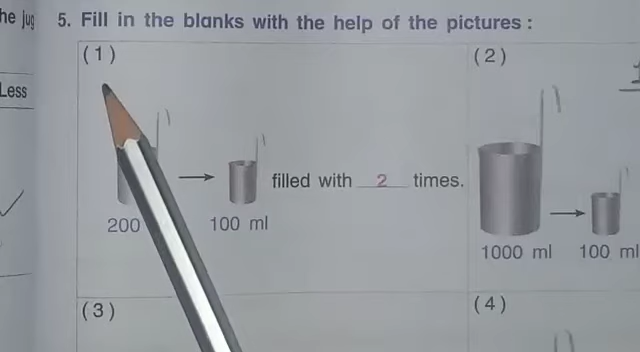 he jug
5. Fill in the blanks with the help of the pictures :
(1)
(2)
Less
filled with 2 times.
200
100 ml
1000 ml
100 ml
(3)
(4)